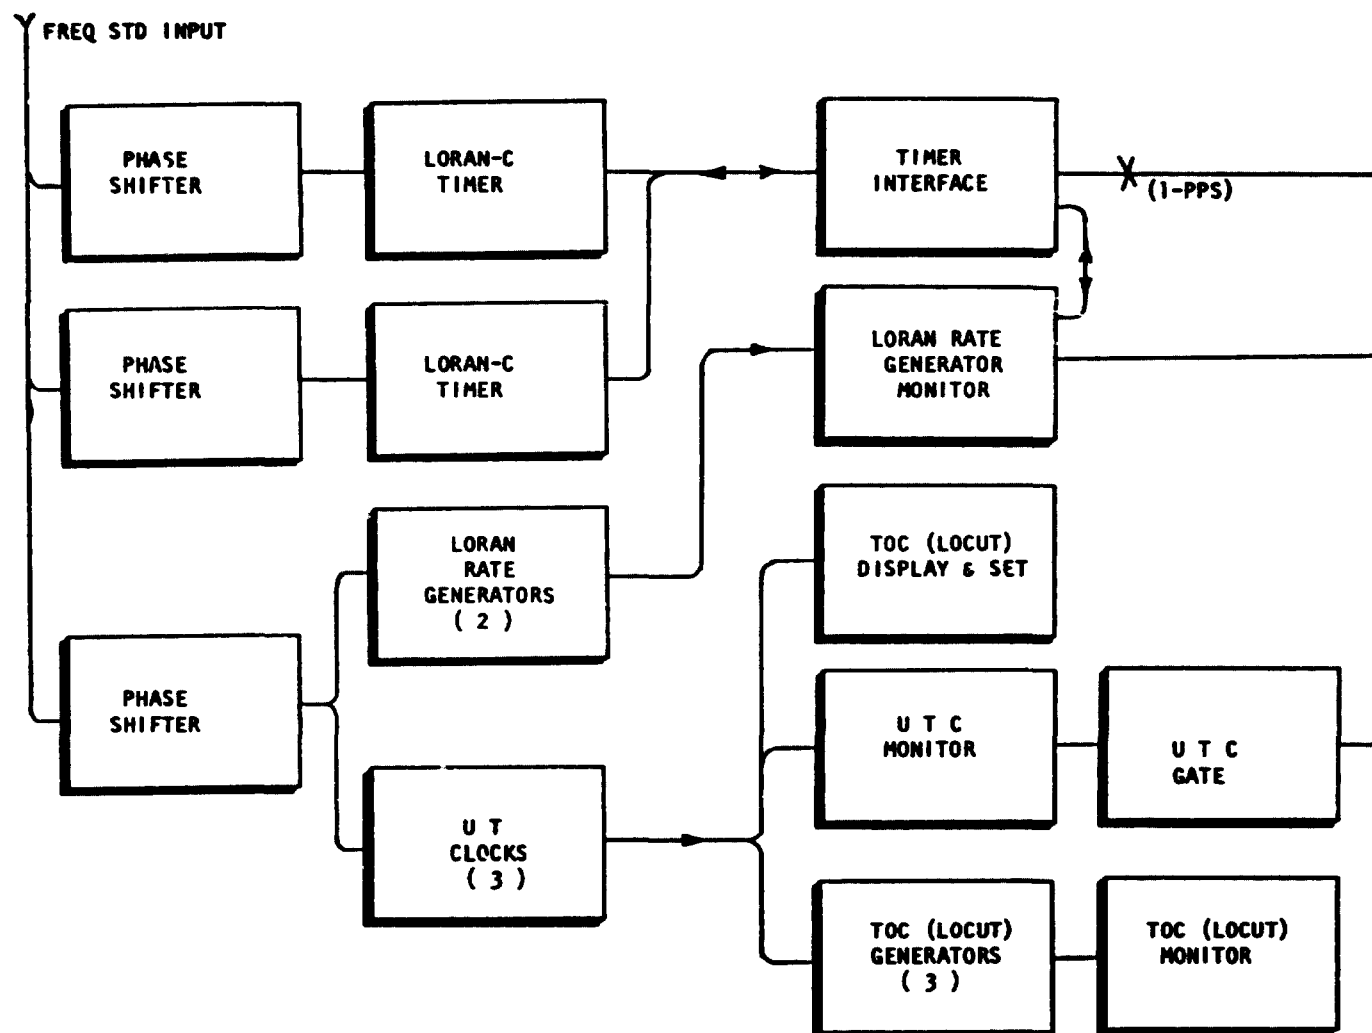 FREQ STD INPUT
PHASE
SHIFTER
LORAN-C
TIMER
TIMER
INTERFACE
(1-PPS)
PHASE
SHIFTER
LORAN-C
TIMER
LORAN RATE
GENERATOR
MONITOR
LORAN
RATE
GENERATORS
( 2 )
TOC (LOCUT)
DISPLAY & SET
PHASE
SHIFTER
U T C
MONITOR
U T C
GATE
U T
CLOCKS
( 3 )
TOC (LOCUT)
GENERATORS
( 3 )
TOC (LOCUT)
MONITOR